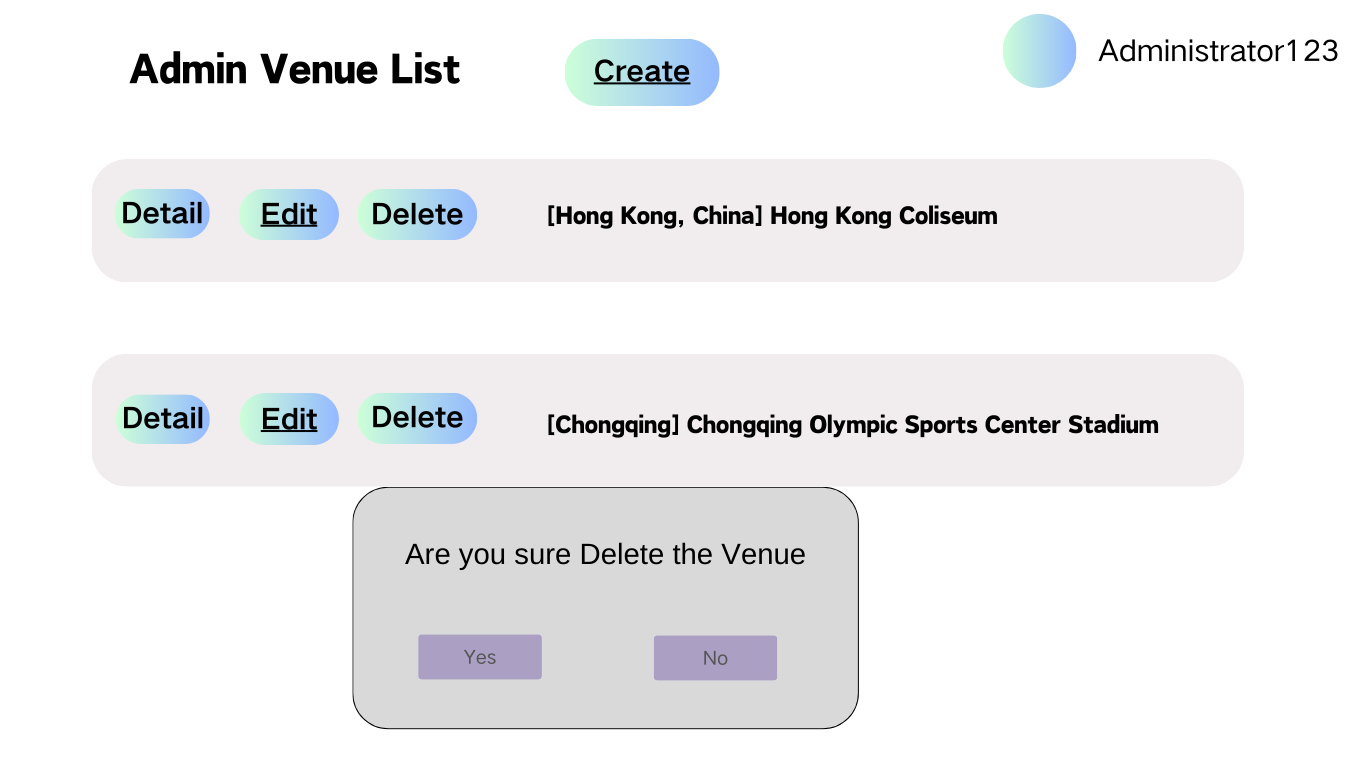 Admin Venue List
Create
Administrator123
Detail
Edit
Delete
[Hong Kong, China] Hong Kong Coliseum
Detail
Edit
Delete
[Chongqing] Chongqing Olympic Sports Center Stadium
Are you sure Delete the Venue
Yes
No